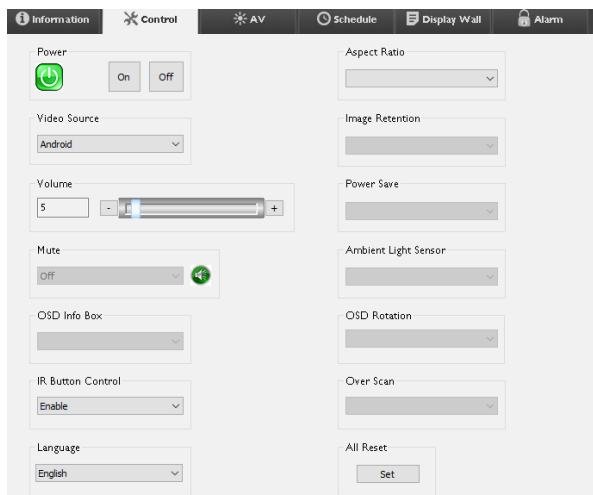 Information Control AV Schedule Display Wall Alarm
Power
On Off
Video Source
Android
Volume
5 - +
Mute
Off
OSD Info Box
IR Button Control
Enable
Language
English
Aspect Ratio
Image Retention
Power Save
Ambient Light Sensor
OSD Rotation
Over Scan
All Reset
Set